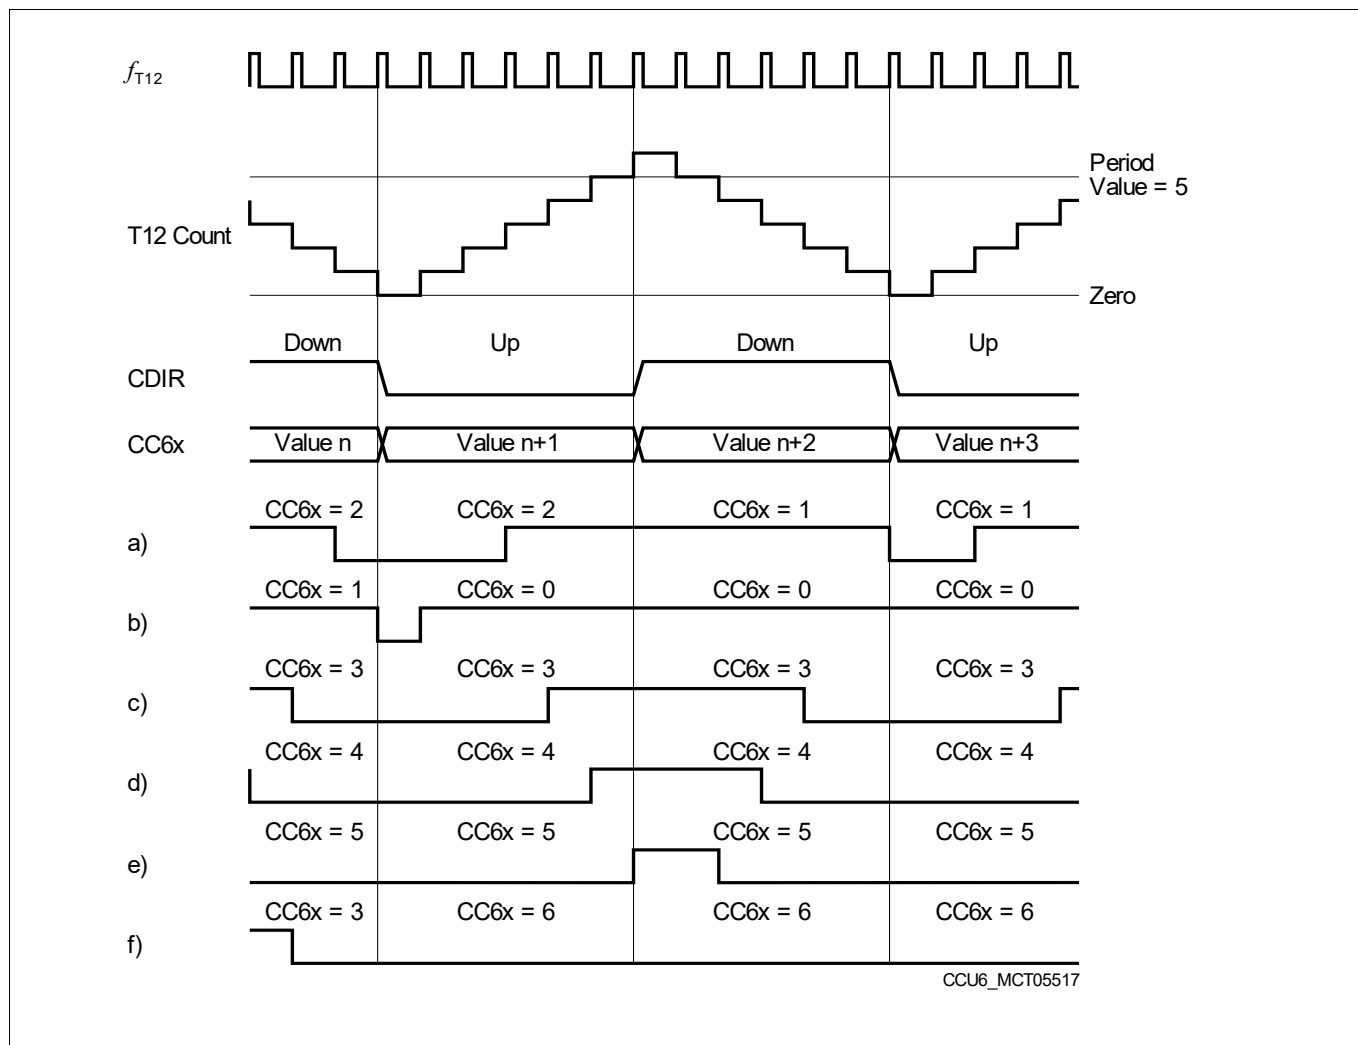 fT12
Period
Value = 5
T12 Count
Zero
Down Up Down Up
CDIR
CC6x Value n Value n+1 Value n+2 Value n+3
CC6x = 2 CC6x = 2 CC6x = 1 CC6x = 1
a)
CC6x = 1 CC6x = 0 CC6x = 0 CC6x = 0
b)
CC6x = 3 CC6x = 3 CC6x = 3 CC6x = 3
c)
CC6x = 4 CC6x = 4 CC6x = 4 CC6x = 4
d)
CC6x = 5 CC6x = 5 CC6x = 5 CC6x = 5
e)
CC6x = 3 CC6x = 6 CC6x = 6 CC6x = 6
f)
CCU6_MCT05517